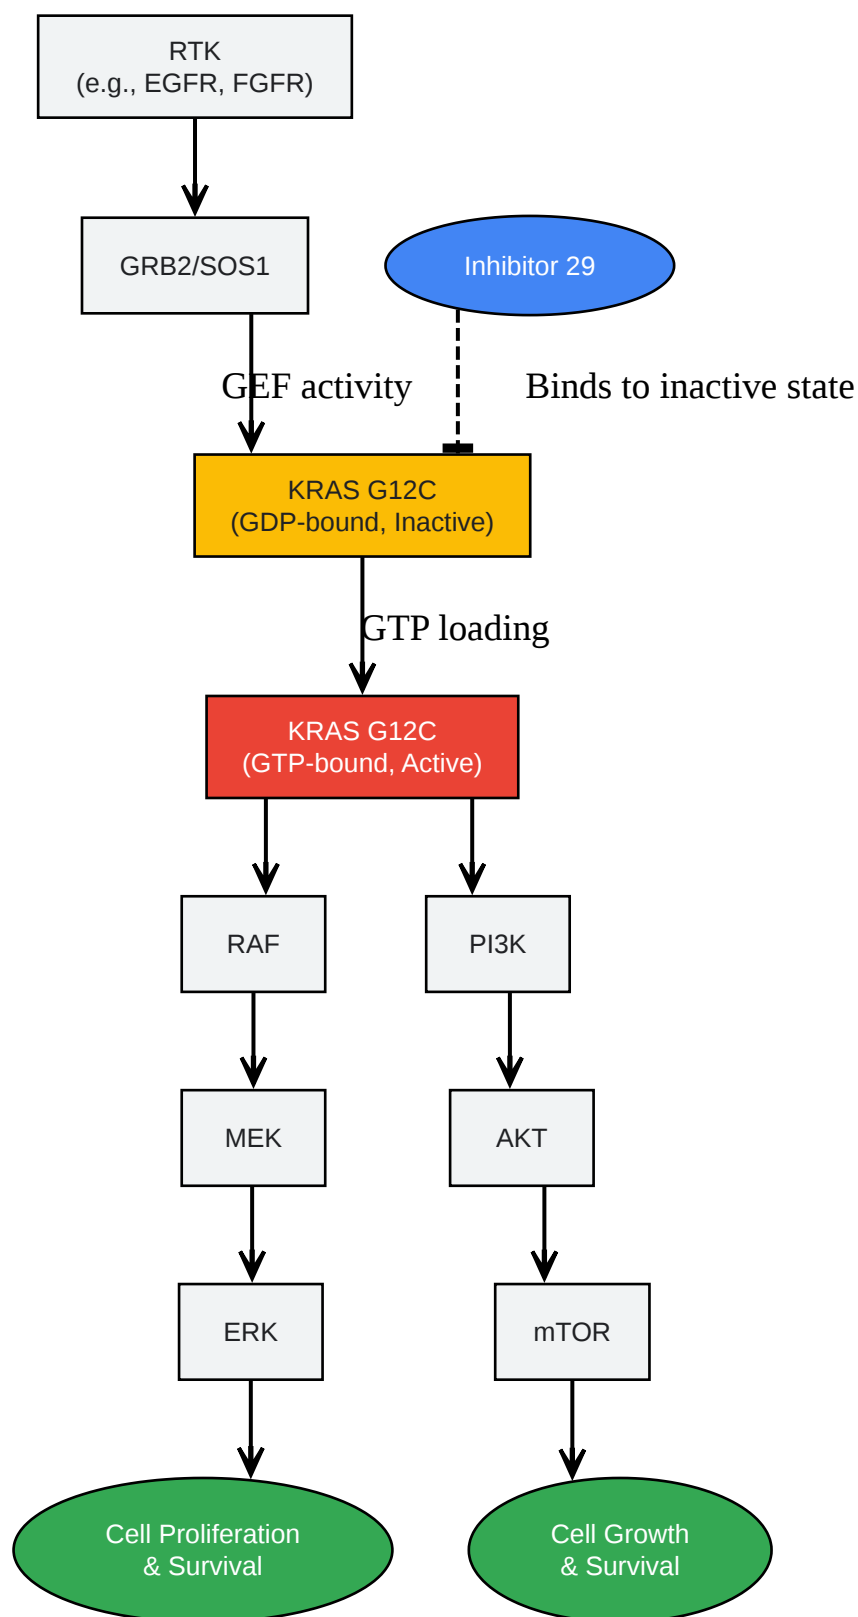 RTK
(e.g., EGFR, FGFR)
GRB2/SOS1
Inhibitor 29
GEF activity
Binds to inactive state
KRAS G12C
(GDP-bound, Inactive)
GTP loading
KRAS G12C
(GTP-bound, Active)
RAF
PI3K
MEK
AKT
ERK
mTOR
Cell Proliferation
& Survival
Cell Growth
& Survival